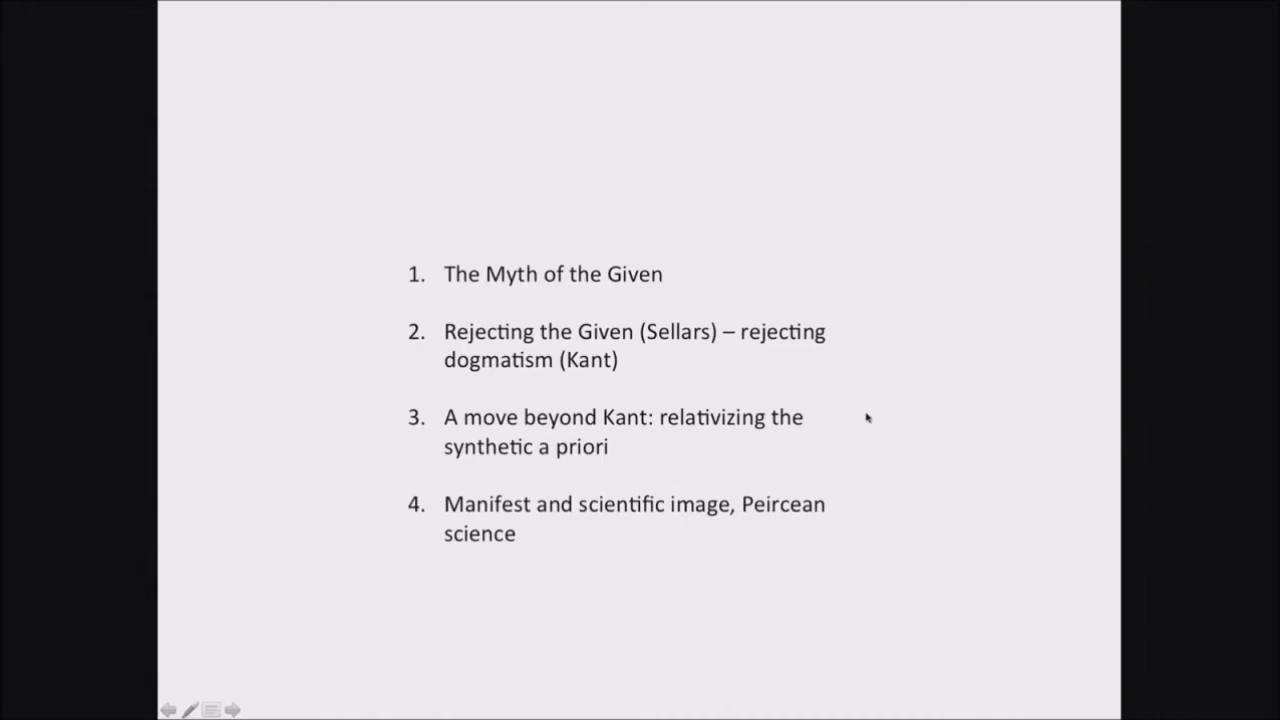 1. The Myth of the Given
2. Rejecting the Given (Sellars) – rejecting
dogmatism (Kant)
3. A move beyond Kant: relativizing the
synthetic a priori
4. Manifest and scientific image, Peircean
science